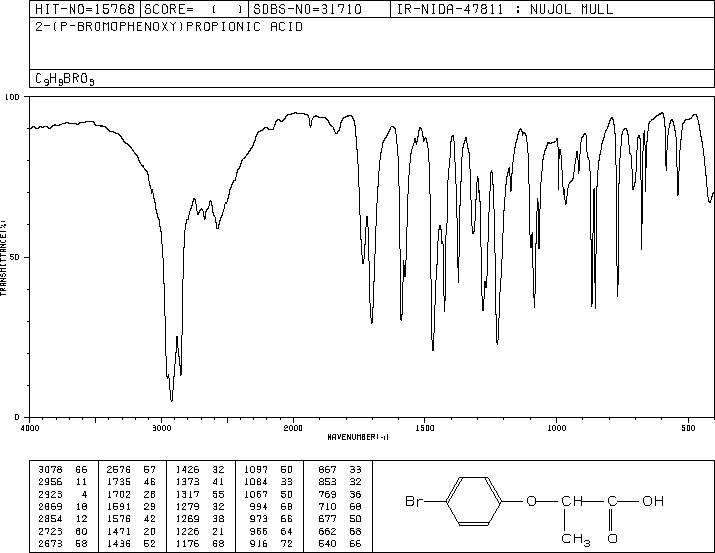 HIT-NO=15768 SCORE= ( ) SDBS-NO=31710 IR-NIDA-47811 : NUJOL MULL
2-(P-BROMOPHENOXY)PROPIONIC ACID
C9H9BRO3
100
50
0
TRANSMITTANCE(%)
4000 3000 2000 1500 1000 500
WAVENUMBER(-1)
3078 66 2576 57 1426 32 1097 50 867 33
2956 11 1735 46 1373 41 1084 33 853 32
2923 4 1702 28 1317 55 1067 50 769 36
2869 18 1591 29 1279 32 994 68 710 68
2854 12 1576 42 1269 38 973 66 677 50
2723 60 1471 20 1226 21 966 64 662 68
2673 58 1436 52 1176 68 916 72 540 66
Br O CH C OH
CH3 O